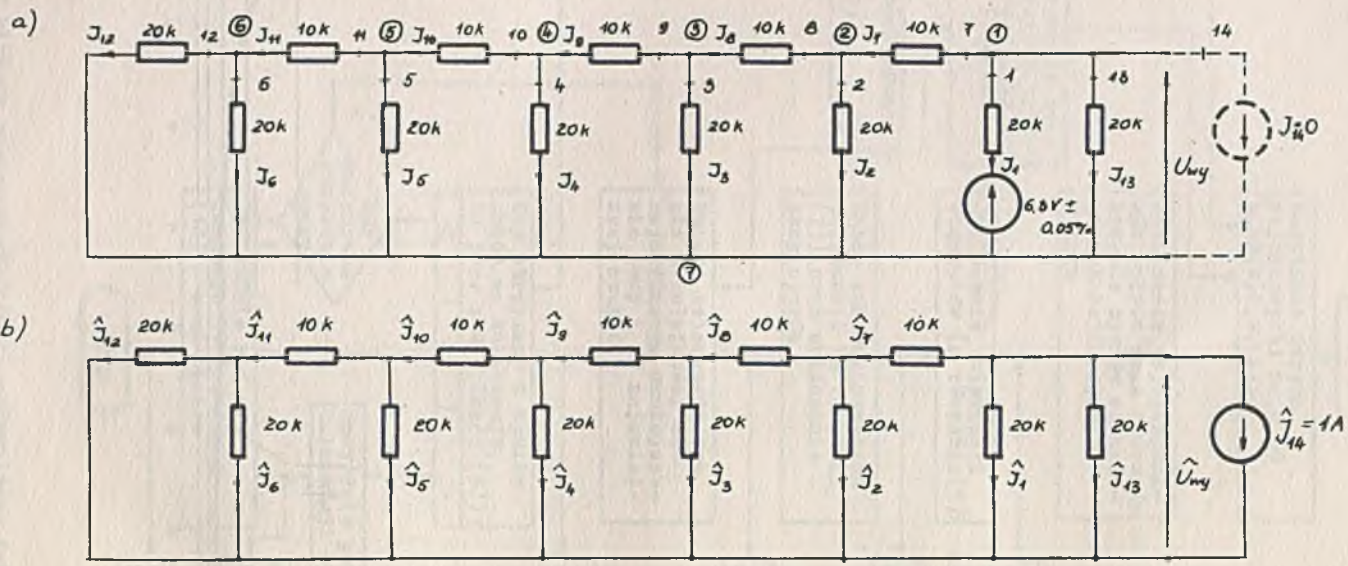 a)
J₁₂ 20k 12 ⑥ J₁₁ 10k 11 ⑤ J₁₀ 10k 10 ④ J₉ 10k 9 ③ J₈ 10k 8 ② J₇ 10k 7 ① 14
6 5 4 3 2 1 13
20k 20k 20k 20k 20k 20k 20k J₁₄=0
J₆ J₅ J₄ J₃ J₂ J₁ J₁₃ Uwy
6,8V ±
0,05%
⑦
b)
Ĵ₁₂ 20k Ĵ₁₁ 10k Ĵ₁₀ 10k Ĵ₉ 10k Ĵ₈ 10k Ĵ₇ 10k
20k 20k 20k 20k 20k 20k 20k Ĵ₁₄ = 1A
Ĵ₆ Ĵ₅ Ĵ₄ Ĵ₃ Ĵ₂ Ĵ₁ Ĵ₁₃ Ûwy